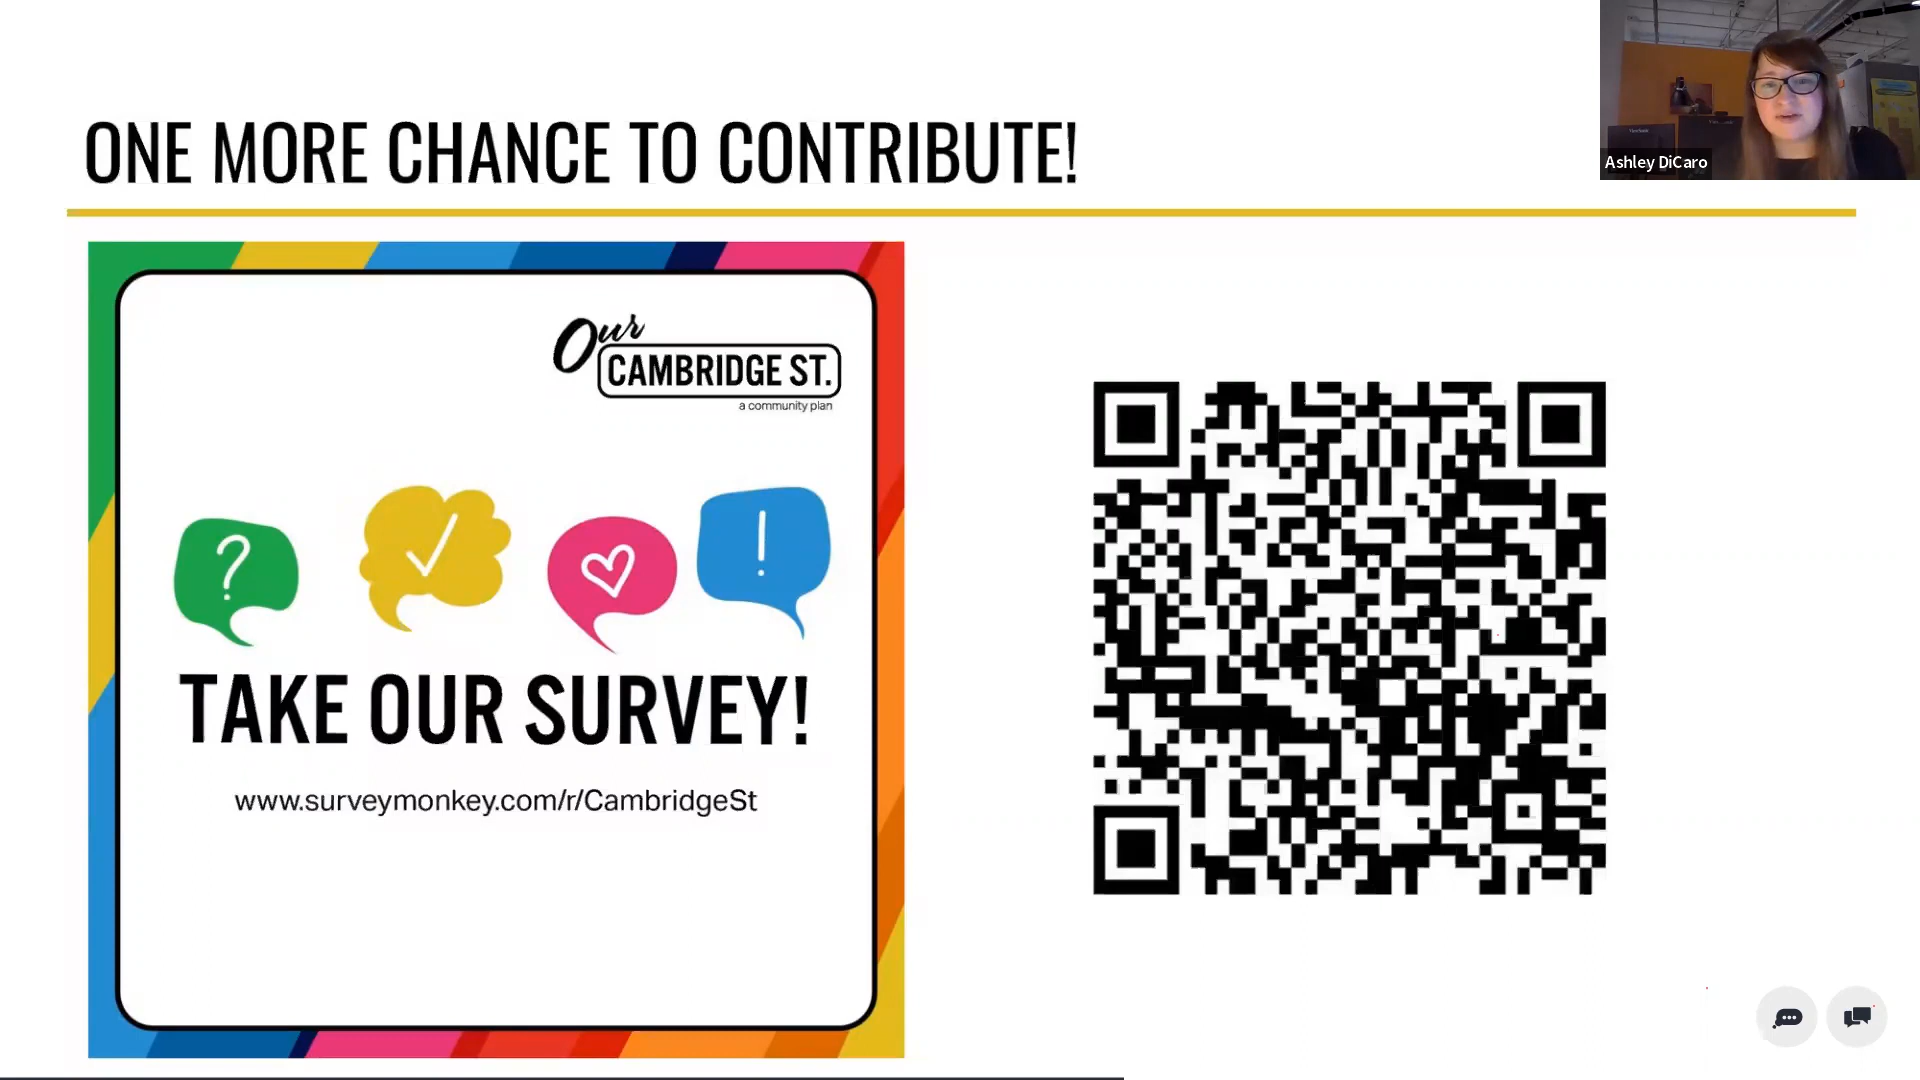 ONE MORE CHANCE TO CONTRIBUTE!
Ashley DiCaro
Our
CAMBRIDGE ST.
a community plan
?
!
TAKE OUR SURVEY!
www.surveymonkey.com/r/CambridgeSt